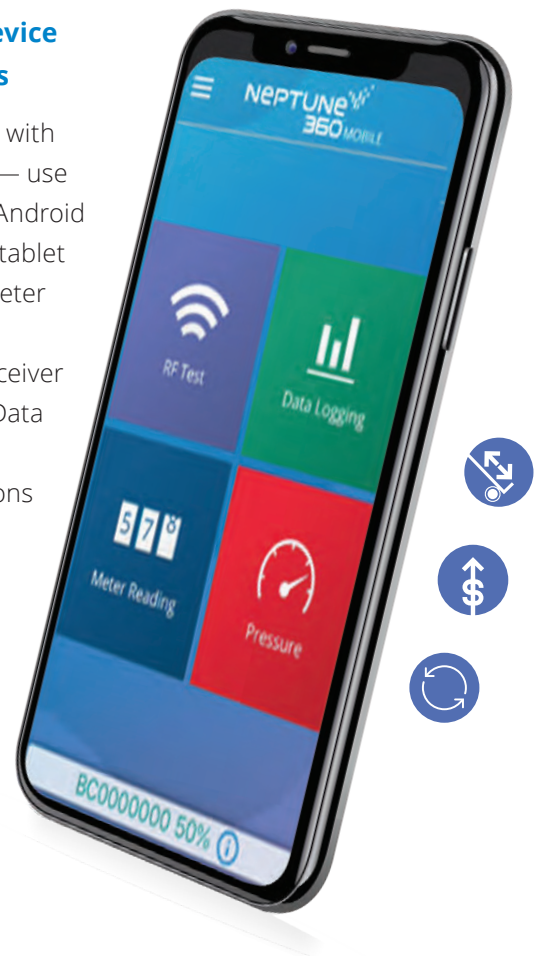 evice
s
with
— use
Android
tablet
eter
ceiver
Data
ons
NEPTUNE
360 MOBILE
RF Test
Data Logging
5 7 8
Meter Reading
Pressure
BC0000000 50% i
$